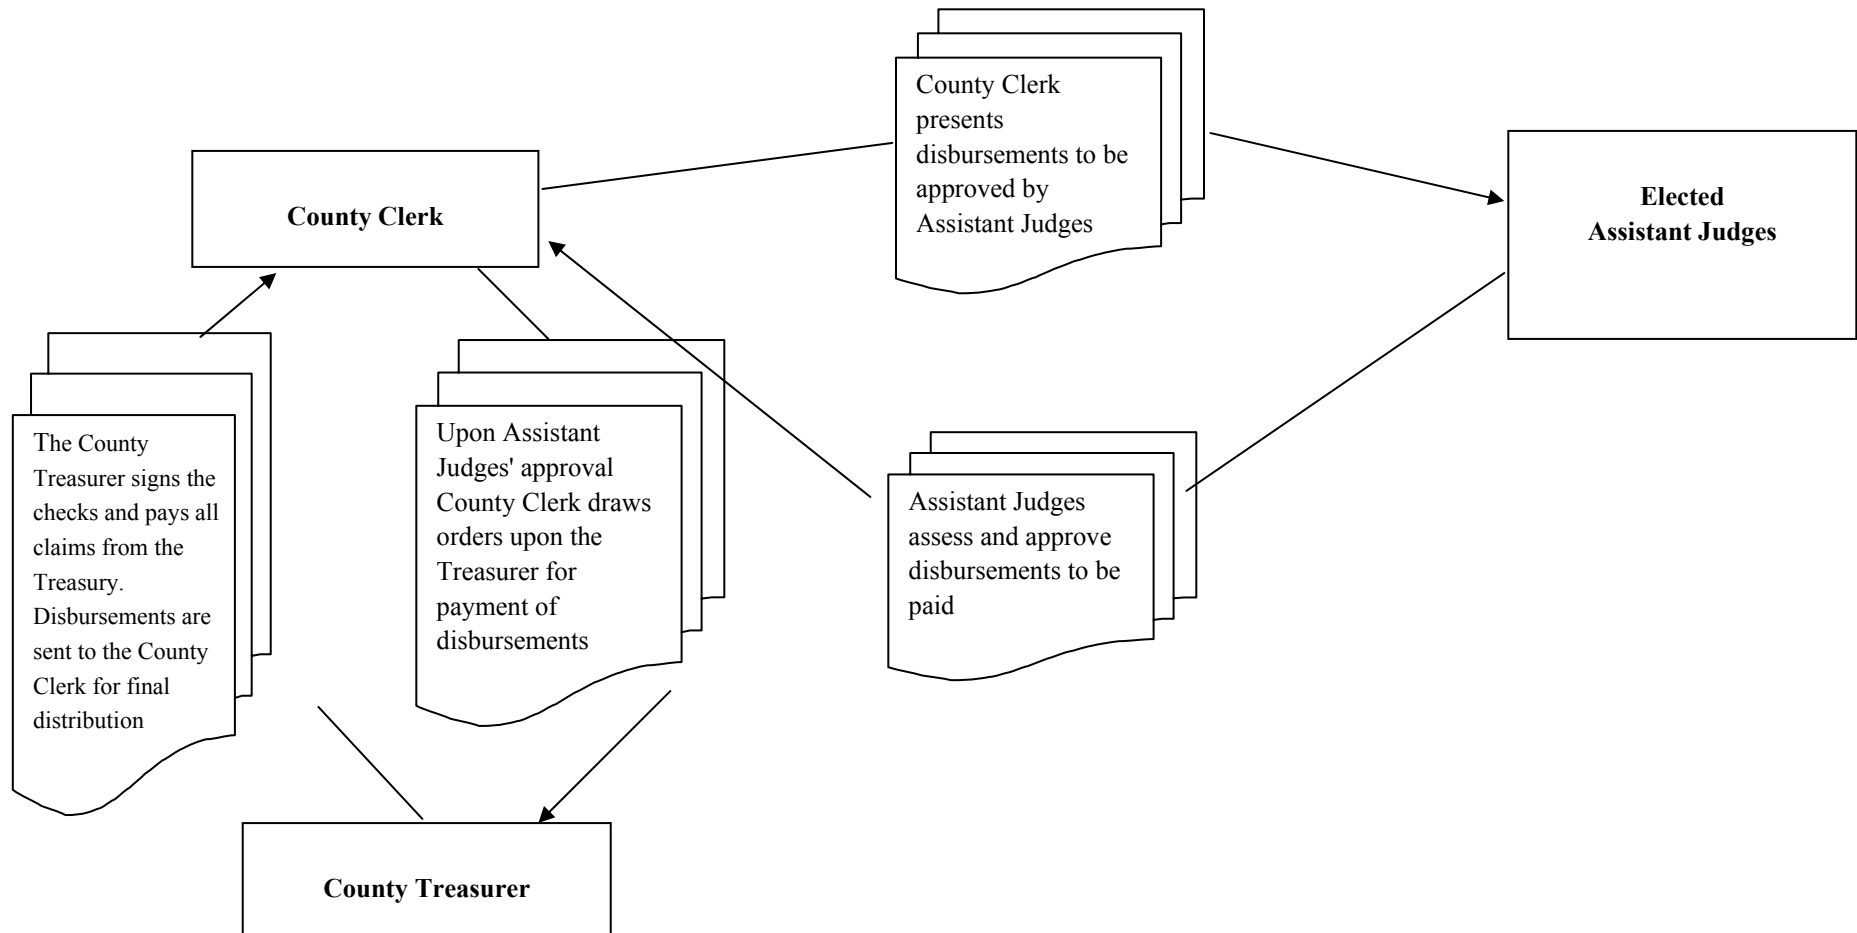 County Clerk
presents
disbursements to be
approved by
Assistant Judges
Elected
Assistant Judges
County Clerk
The County
Treasurer signs the
checks and pays all
claims from the
Treasury.
Disbursements are
sent to the County
Clerk for final
distribution
Upon Assistant
Judges' approval
County Clerk draws
orders upon the
Treasurer for
payment of
disbursements
Assistant Judges
assess and approve
disbursements to be
paid
County Treasurer